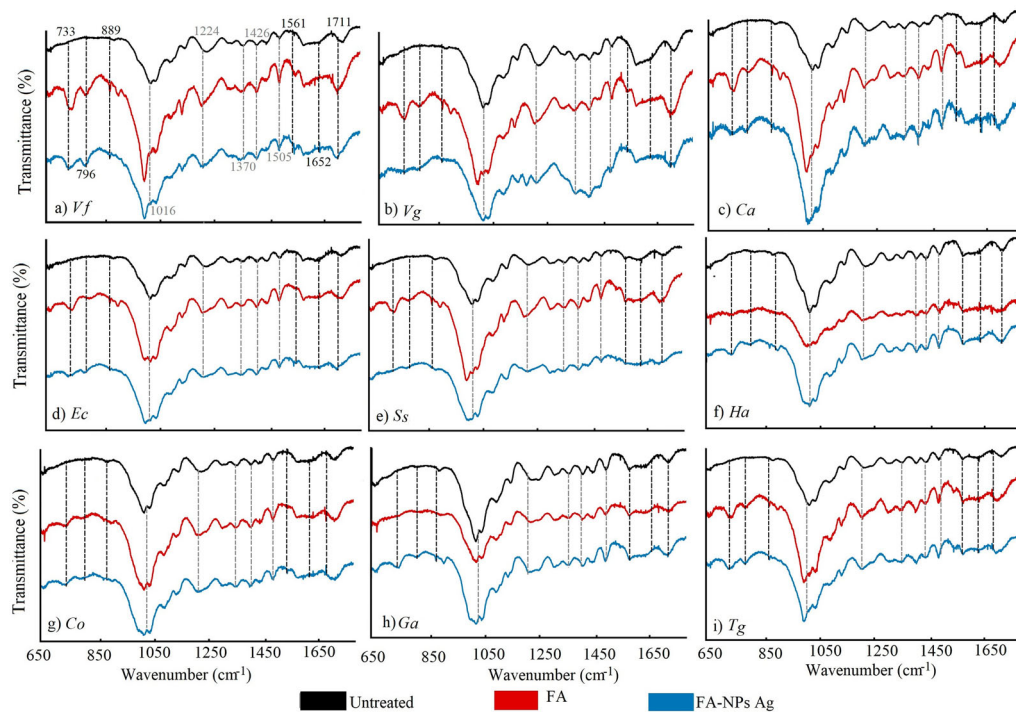 733 889 1224 1426 1561 1711
796 1016 1370 1505 1652
Transmittance (%)
a) Vf
b) Vg
c) Ca
Transmittance (%)
d) Ec
e) Ss
f) Ha
Transmittance (%)
g) Co
h) Ga
i) Tg
650 850 1050 1250 1450 1650
650 850 1050 1250 1450 1650
650 850 1050 1250 1450 1650
Wavenumber (cm⁻¹)
Wavenumber (cm⁻¹)
Wavenumber (cm⁻¹)
Untreated
FA
FA-NPs Ag